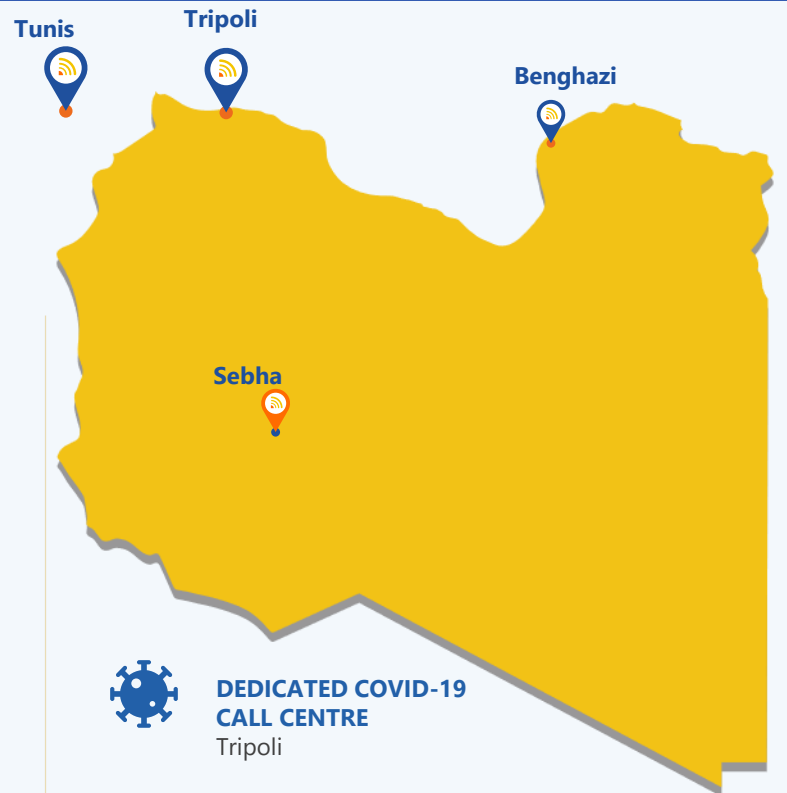 Tunis
Tripoli
Benghazi
Sebha
DEDICATED COVID-19
CALL CENTRE
Tripoli